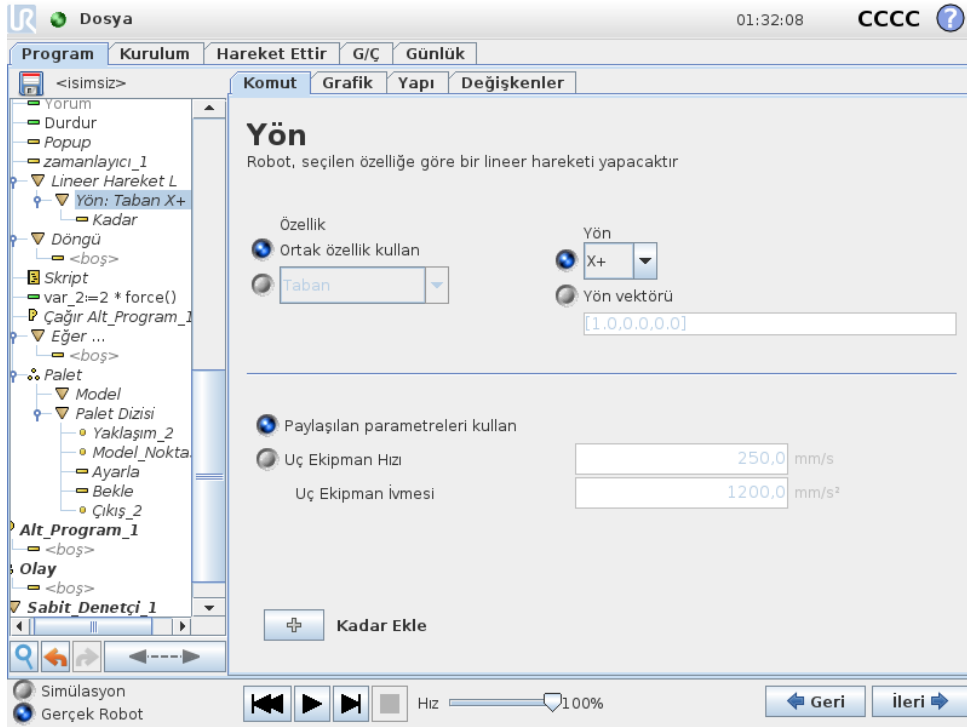 UR Dosya 01:32:08 CCCC ?
Program Kurulum Hareket Ettir G/Ç Günlük
<isimsiz>
Komut Grafik Yapı Değişkenler
Yorum
Durdur
Popup
zamanlayıcı_1
Lineer Hareket L
Yön: Taban X+
Kadar
Döngü
<boş>
Skript
var_2:=2 * force()
Çağır Alt_Program_1
Eğer ...
<boş>
Palet
Model
Palet Dizisi
Yaklaşım_2
Model_Nokta
Ayarla
Bekle
Çıkış_2
Alt_Program_1
<boş>
Olay
<boş>
Sabit_Denetçi_1
Yön
Robot, seçilen özelliğe göre bir lineer hareketi yapacaktır
Özellik
Ortak özellik kullan
Taban
Yön
X+
Yön vektörü
[1.0,0.0,0.0]
Paylaşılan parametreleri kullan
Uç Ekipman Hızı 250,0 mm/s
Uç Ekipman İvmesi 1200,0 mm/s²
Kadar Ekle
Simülasyon
Gerçek Robot
Hız 100%
Geri İleri